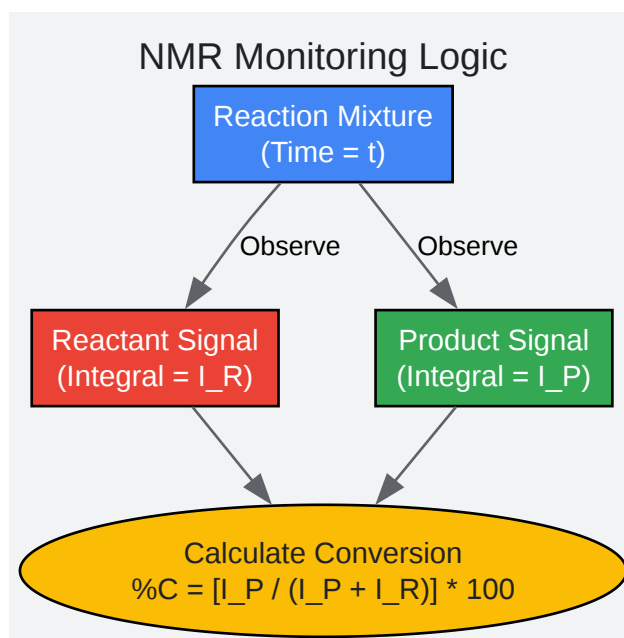 NMR Monitoring Logic
Reaction Mixture
(Time = t)
Observe
Observe
Reactant Signal
(Integral = I_R)
Product Signal
(Integral = I_P)
Calculate Conversion
%C = [I_P / (I_P + I_R)] * 100